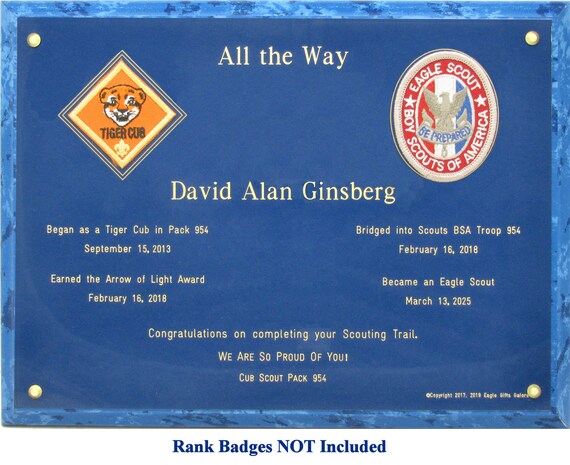 All the Way
TIGER CUB
EAGLE SCOUT
BE PREPARED
BOY SCOUTS OF AMERICA
David Alan Ginsberg
Began as a Tiger Cub in Pack 954
September 15, 2013
Bridged into Scouts BSA Troop 954
February 16, 2018
Earned the Arrow of Light Award
February 16, 2018
Became an Eagle Scout
March 13, 2025
Congratulations on completing your Scouting Trail.
WE ARE SO PROUD OF YOU!
CUB SCOUT PACK 954
©Copyright 2017, 2019 Eagle Gifts
Rank Badges NOT Included